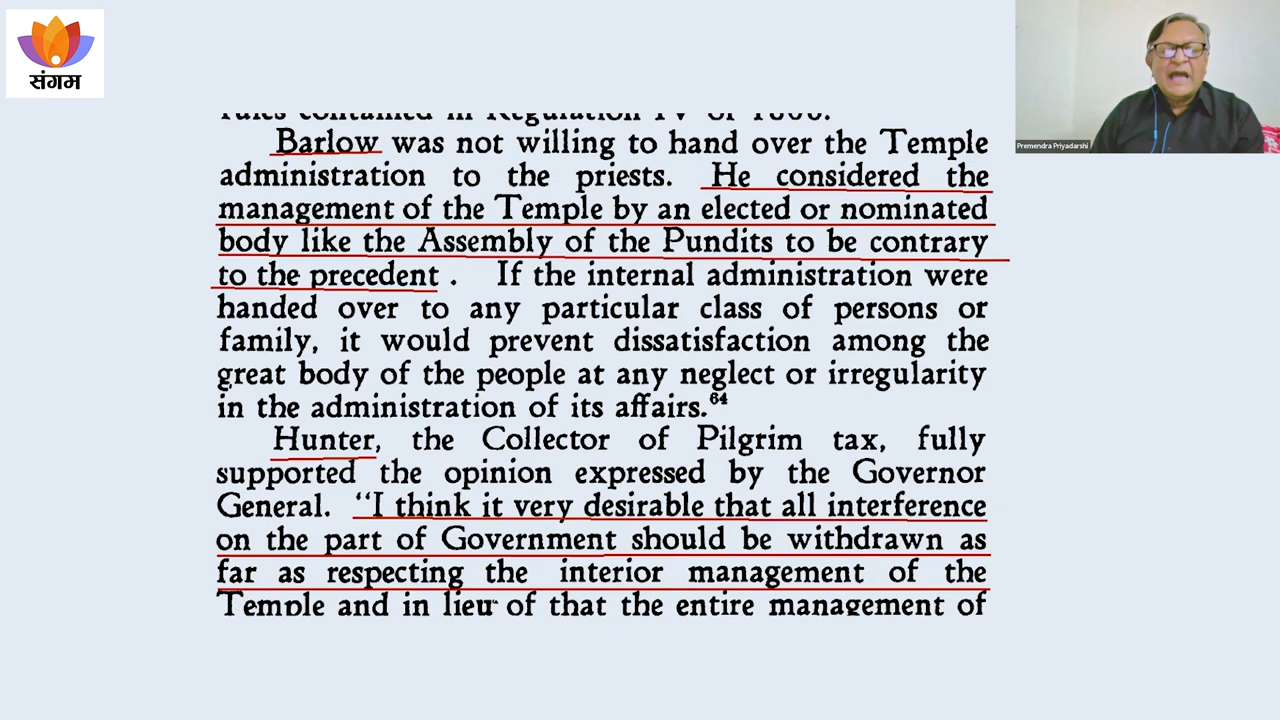 संगम
Premendra Priyadarshi
rules contained in Regulation IV of
Barlow was not willing to hand over the Temple
administration to the priests. He considered the
management of the Temple by an elected or nominated
body like the Assembly of the Pundits to be contrary
to the precedent . If the internal administration were
handed over to any particular class of persons or
family, it would prevent dissatisfaction among the
great body of the people at any neglect or irregularity
in the administration of its affairs.⁶⁴
Hunter, the Collector of Pilgrim tax, fully
supported the opinion expressed by the Governor
General. “I think it very desirable that all interference
on the part of Government should be withdrawn as
far as respecting the interior management of the
Temple and in lieu of that the entire management of